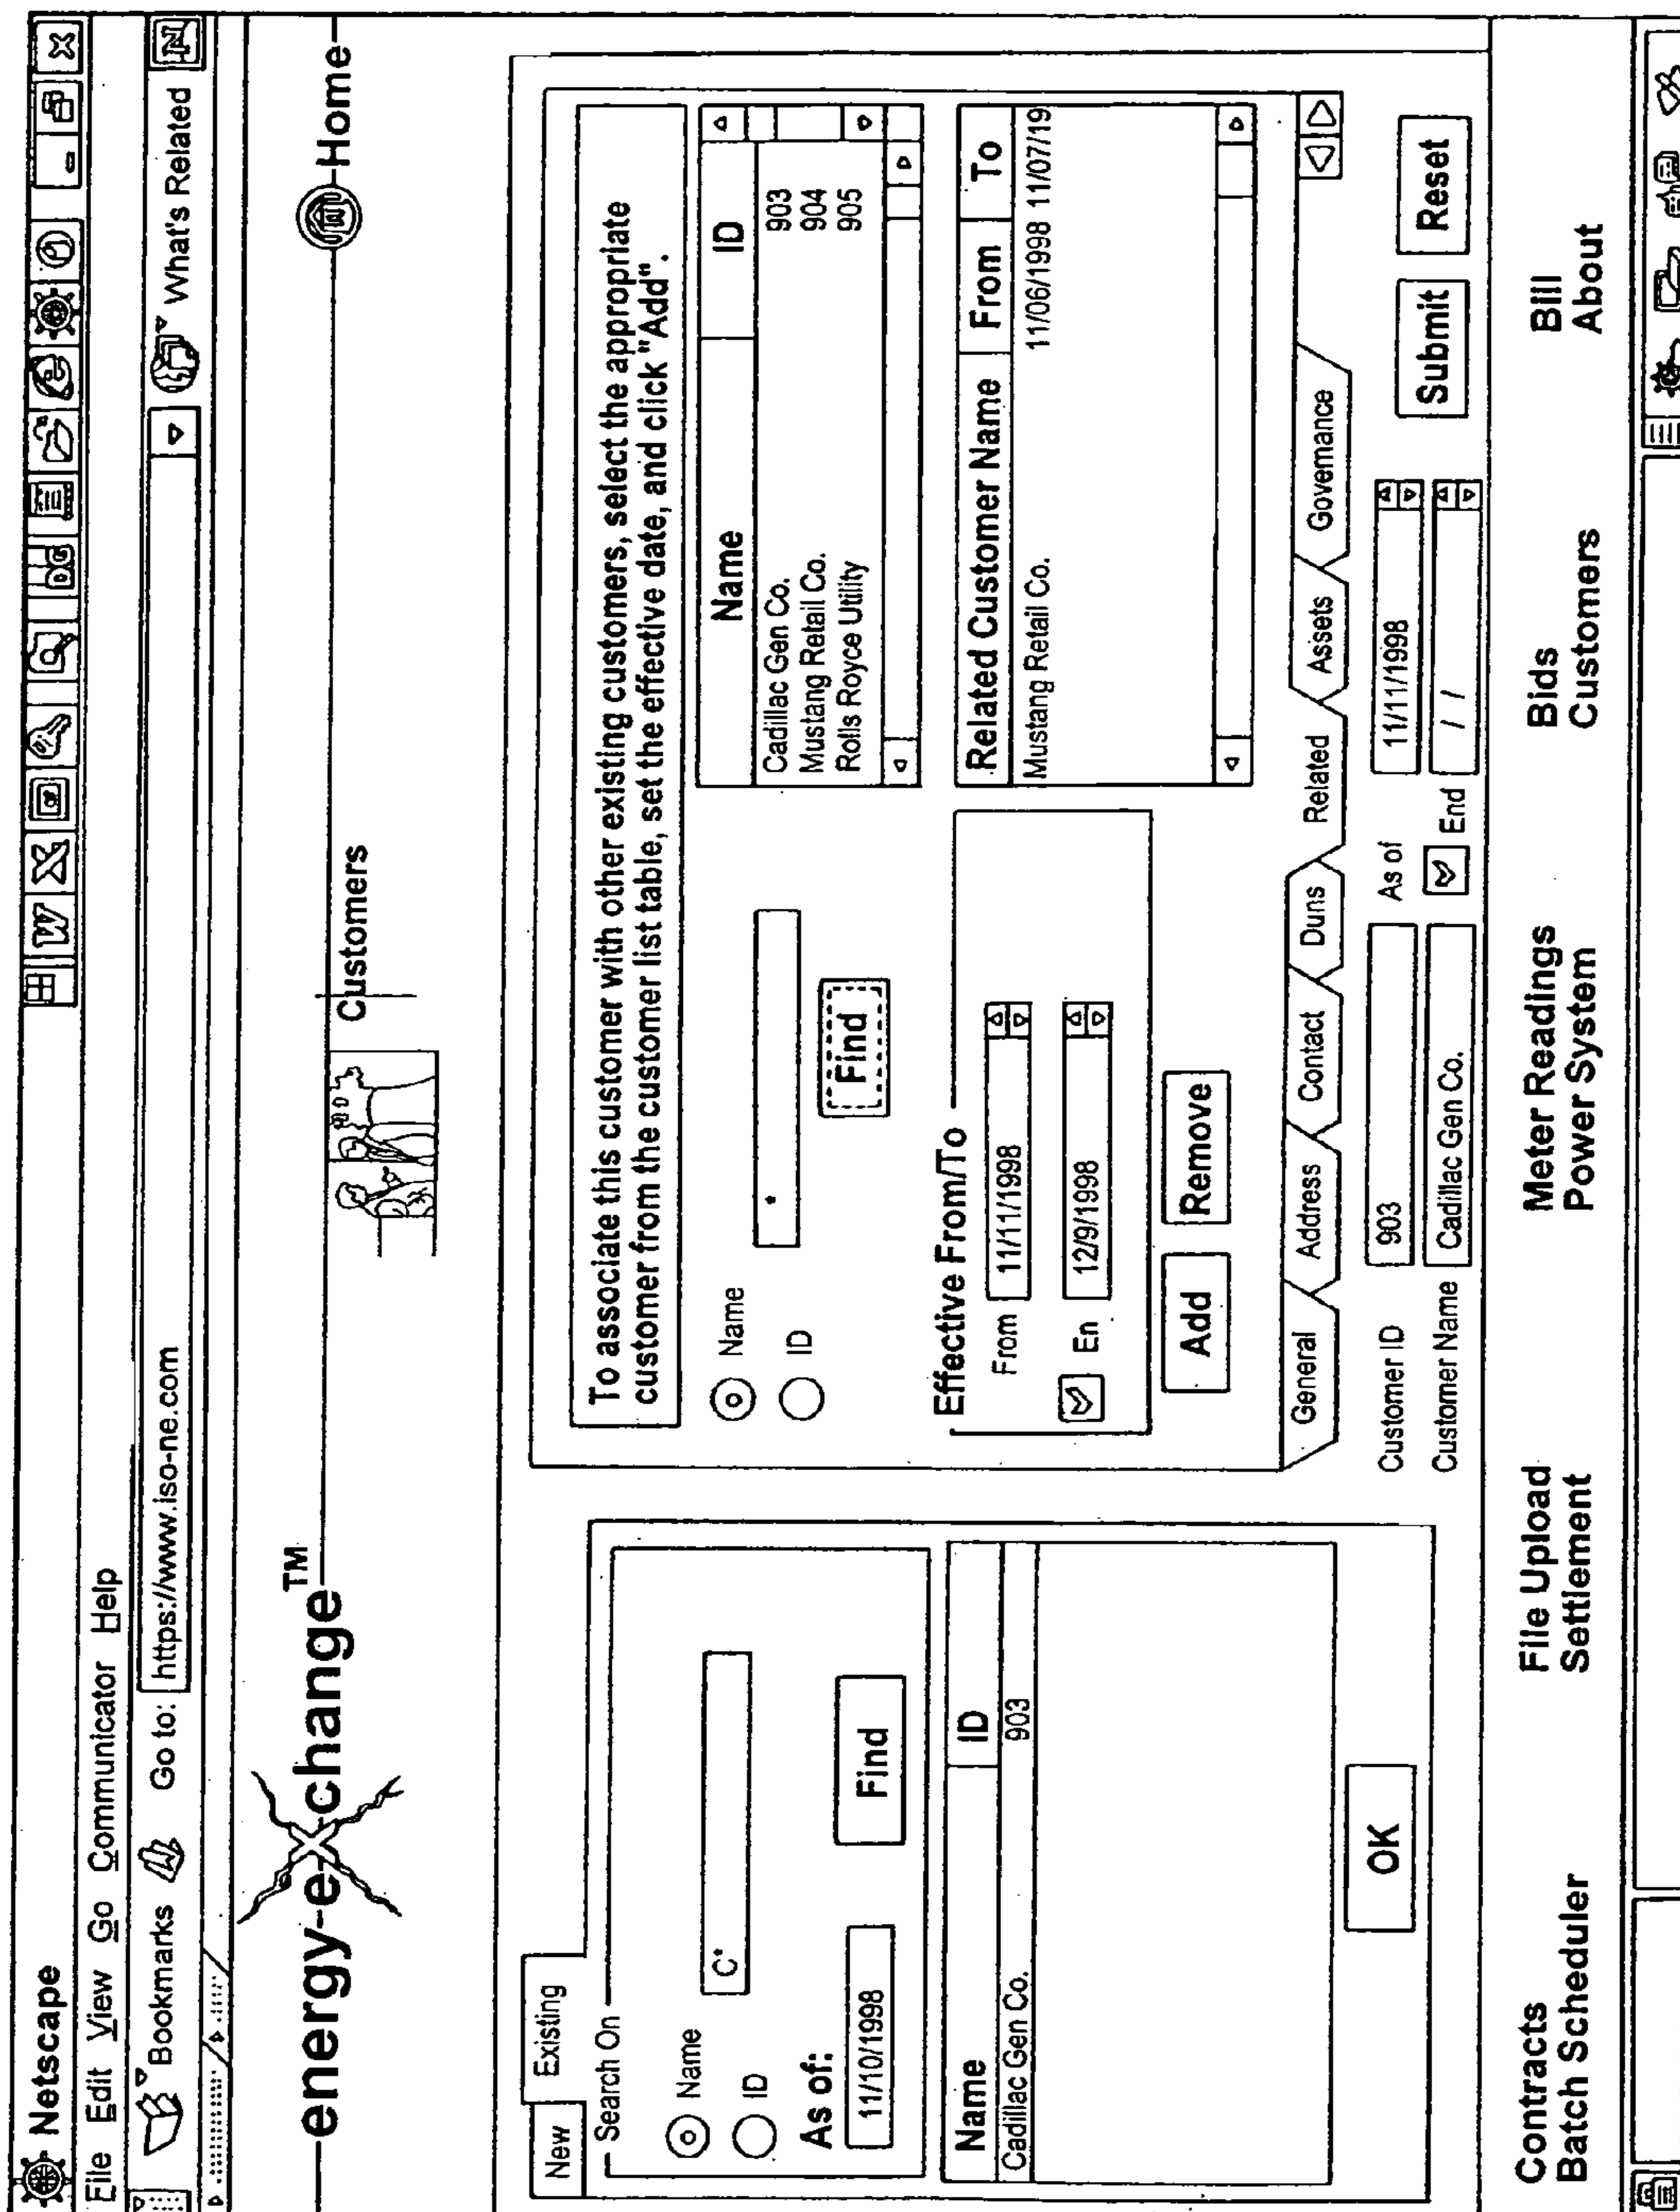 Netscape
File Edit View Go Communicator Help
Bookmarks Go to: https://www.iso-ne.com What's Related
energy-e-x-change™ Home
Customers
New Existing
Search On
Name C*
ID
As of:
11/10/1998 Find
Name ID
Cadillac Gen Co. 903
OK
To associate this customer with other existing customers, select the appropriate
customer from the customer list table, set the effective date, and click "Add".
Name *
ID
Find
Name ID
Cadillac Gen Co. 903
Mustang Retail Co. 904
Rolls Royce Utility 905
Effective From/To
From 11/11/1998
En 12/9/1998
Add Remove
Related Customer Name From To
Mustang Retail Co. 11/06/1998 11/07/19
General Address Contact Duns Related Assets Governance
Customer ID 903 As of 11/11/1998
Customer Name Cadillac Gen Co. End / /
Submit Reset
Contracts File Upload Meter Readings Bids Bill
Batch Scheduler Settlement Power System Customers About